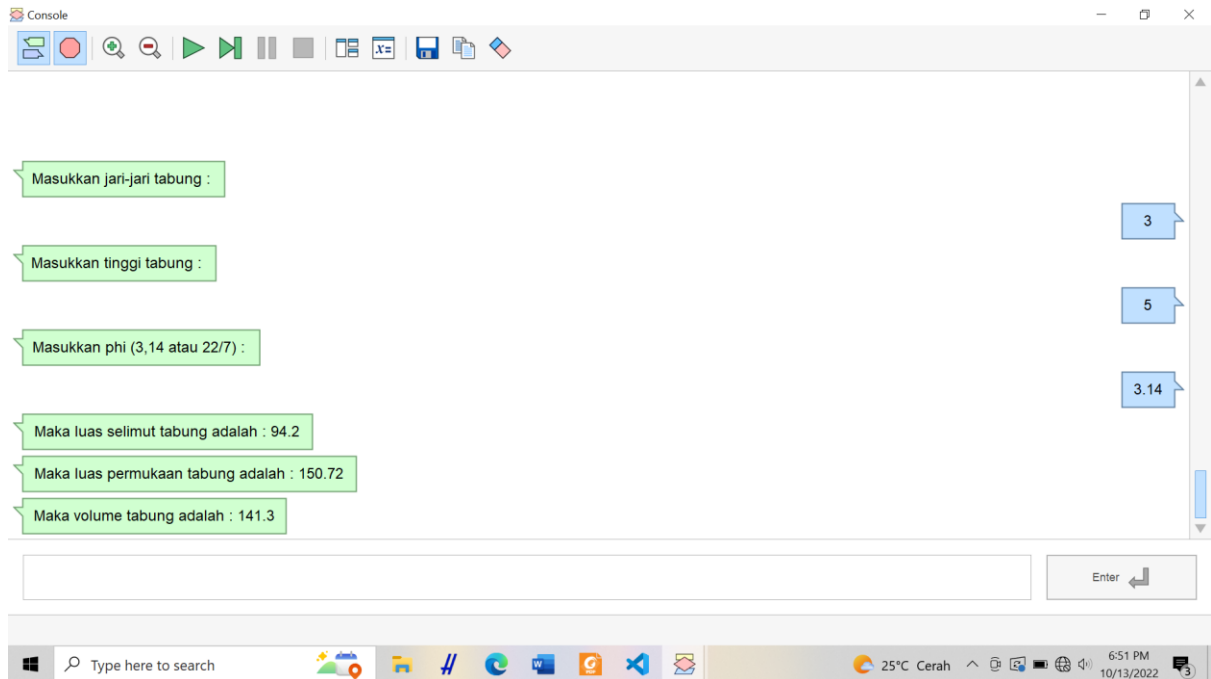 Console
x=
Masukkan jari-jari tabung :
3
Masukkan tinggi tabung :
5
Masukkan phi (3,14 atau 22/7) :
3.14
Maka luas selimut tabung adalah : 94.2
Maka luas permukaan tabung adalah : 150.72
Maka volume tabung adalah : 141.3
Enter
Type here to search
25°C Cerah
6:51 PM
10/13/2022
3